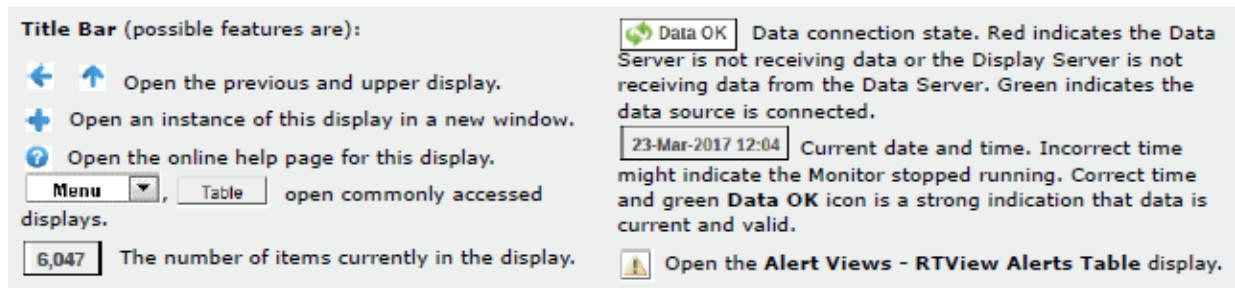 Title Bar (possible features are):
Open the previous and upper display.
Open an instance of this display in a new window.
Open the online help page for this display.
Menu , Table open commonly accessed
displays.
6,047 The number of items currently in the display.
Data OK Data connection state. Red indicates the Data
Server is not receiving data or the Display Server is not
receiving data from the Data Server. Green indicates the
data source is connected.
23-Mar-2017 12:04 Current date and time. Incorrect time
might indicate the Monitor stopped running. Correct time
and green Data OK icon is a strong indication that data is
current and valid.
Open the Alert Views - RTView Alerts Table display.